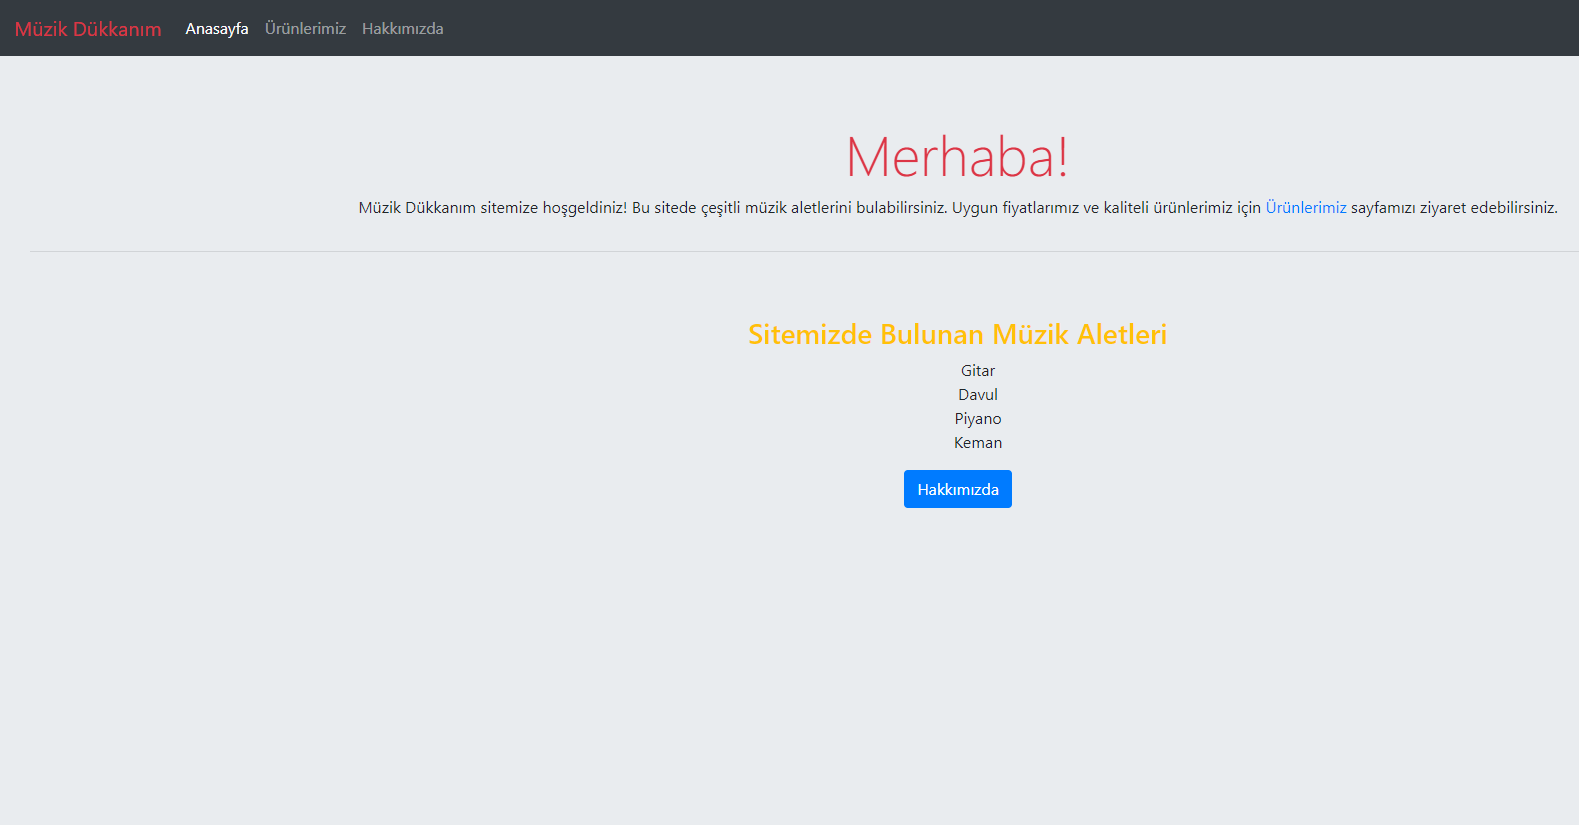 Müzik Dükkanım Anasayfa Ürünlerimiz Hakkımızda
Merhaba!
Müzik Dükkanım sitemize hoşgeldiniz! Bu sitede çeşitli müzik aletlerini bulabilirsiniz. Uygun fiyatlarımız ve kaliteli ürünlerimiz için Ürünlerimiz sayfamızı ziyaret edebilirsiniz.
Sitemizde Bulunan Müzik Aletleri
Gitar
Davul
Piyano
Keman
Hakkımızda